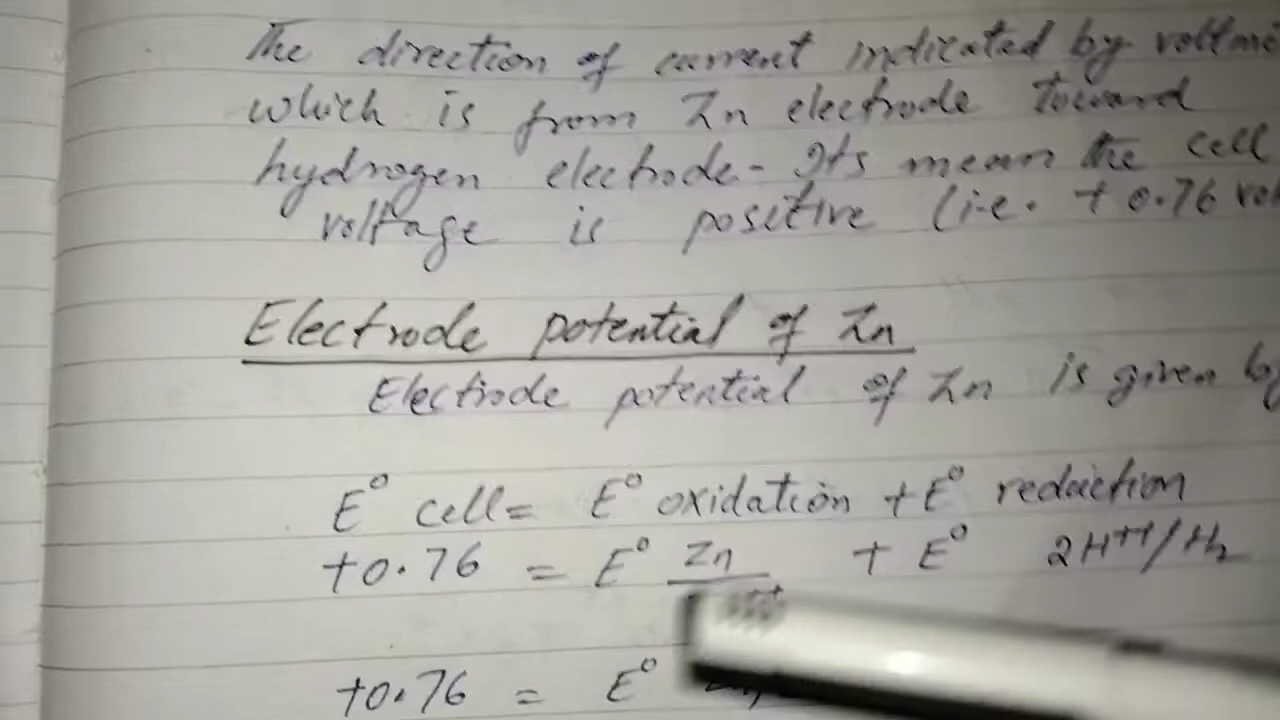 The direction of current indicated by
which is from Zn electrode toward
hydrogen electrode- Its mean the cell
voltage is positive (i.e. +0.76
Electrode potential of Zn
Electrode potential of Zn is given by
E° cell= E° oxidation +E° reduction
+0.76 = E° Zn + E° 2H++/H2
+0.76 = E°